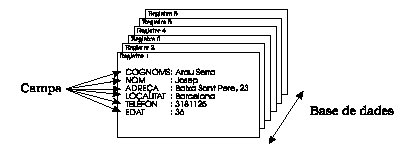 Registre 6
Registre 5
Registre 4
Registre 3
Registre 2
Registre 1
COGNOMS: Arau Serra
NOM : Josep
ADREÇA : Baixa Sant Pere, 23
LOCALITAT : Barcelona
TELÈFON : 3181126
EDAT : 36
Camps
Base de dades